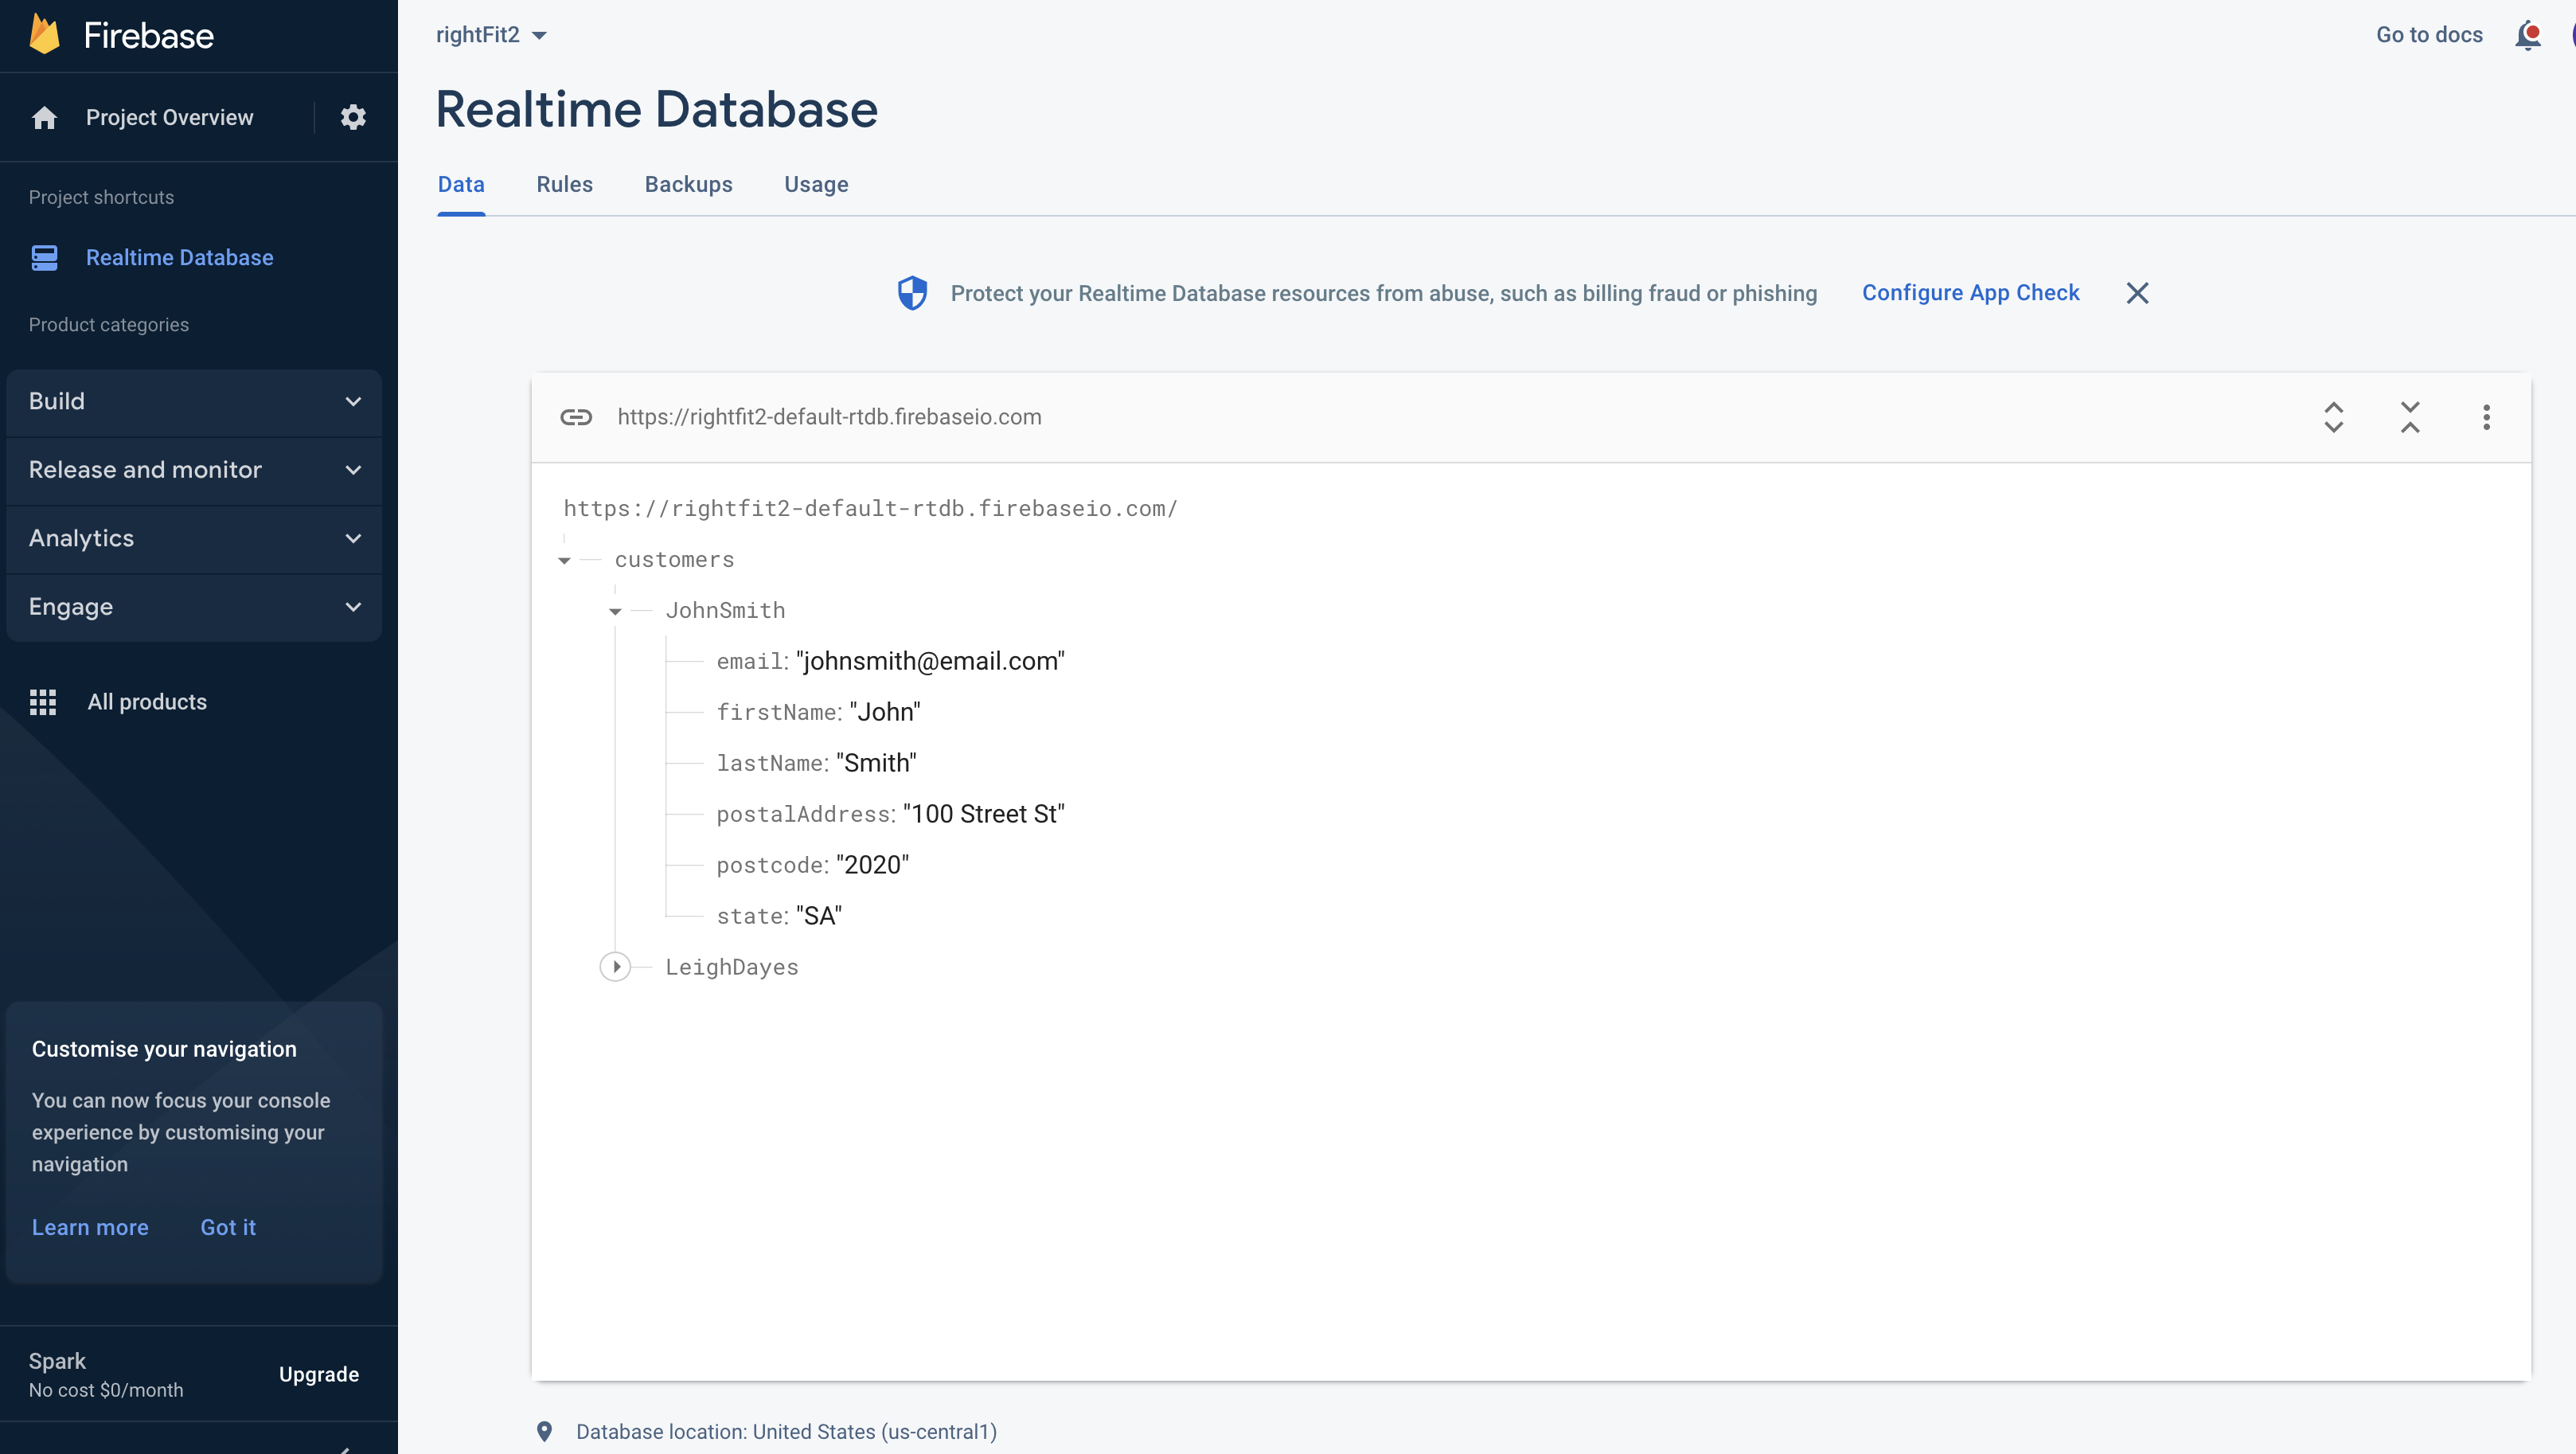 Firebase
Project Overview
Project shortcuts
Realtime Database
Product categories
Build
Release and monitor
Analytics
Engage
All products
Customise your navigation
You can now focus your console
experience by customising your
navigation
Learn more Got it
Spark
No cost $0/month
Upgrade
rightFit2
Go to docs
Realtime Database
Data Rules Backups Usage
Protect your Realtime Database resources from abuse, such as billing fraud or phishing Configure App Check
https://rightfit2-default-rtdb.firebaseio.com
https://rightfit2-default-rtdb.firebaseio.com/
customers
JohnSmith
email: "johnsmith@email.com"
firstName: "John"
lastName: "Smith"
postalAddress: "100 Street St"
postcode: "2020"
state: "SA"
LeighDayes
Database location: United States (us-central1)